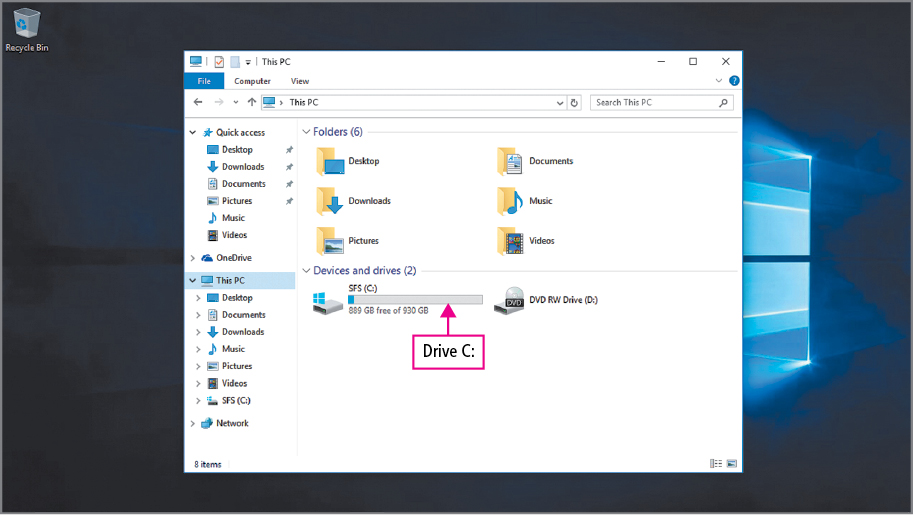 Recycle Bin
This PC
File Computer View
This PC
Search This PC
Quick access
Desktop
Downloads
Documents
Pictures
Music
Videos
OneDrive
This PC
Desktop
Documents
Downloads
Music
Pictures
Videos
SFS (C:)
Network
Folders (6)
Desktop
Documents
Downloads
Music
Pictures
Videos
Devices and drives (2)
SFS (C:)
889 GB free of 930 GB
DVD
DVD RW Drive (D:)
Drive C:
8 items